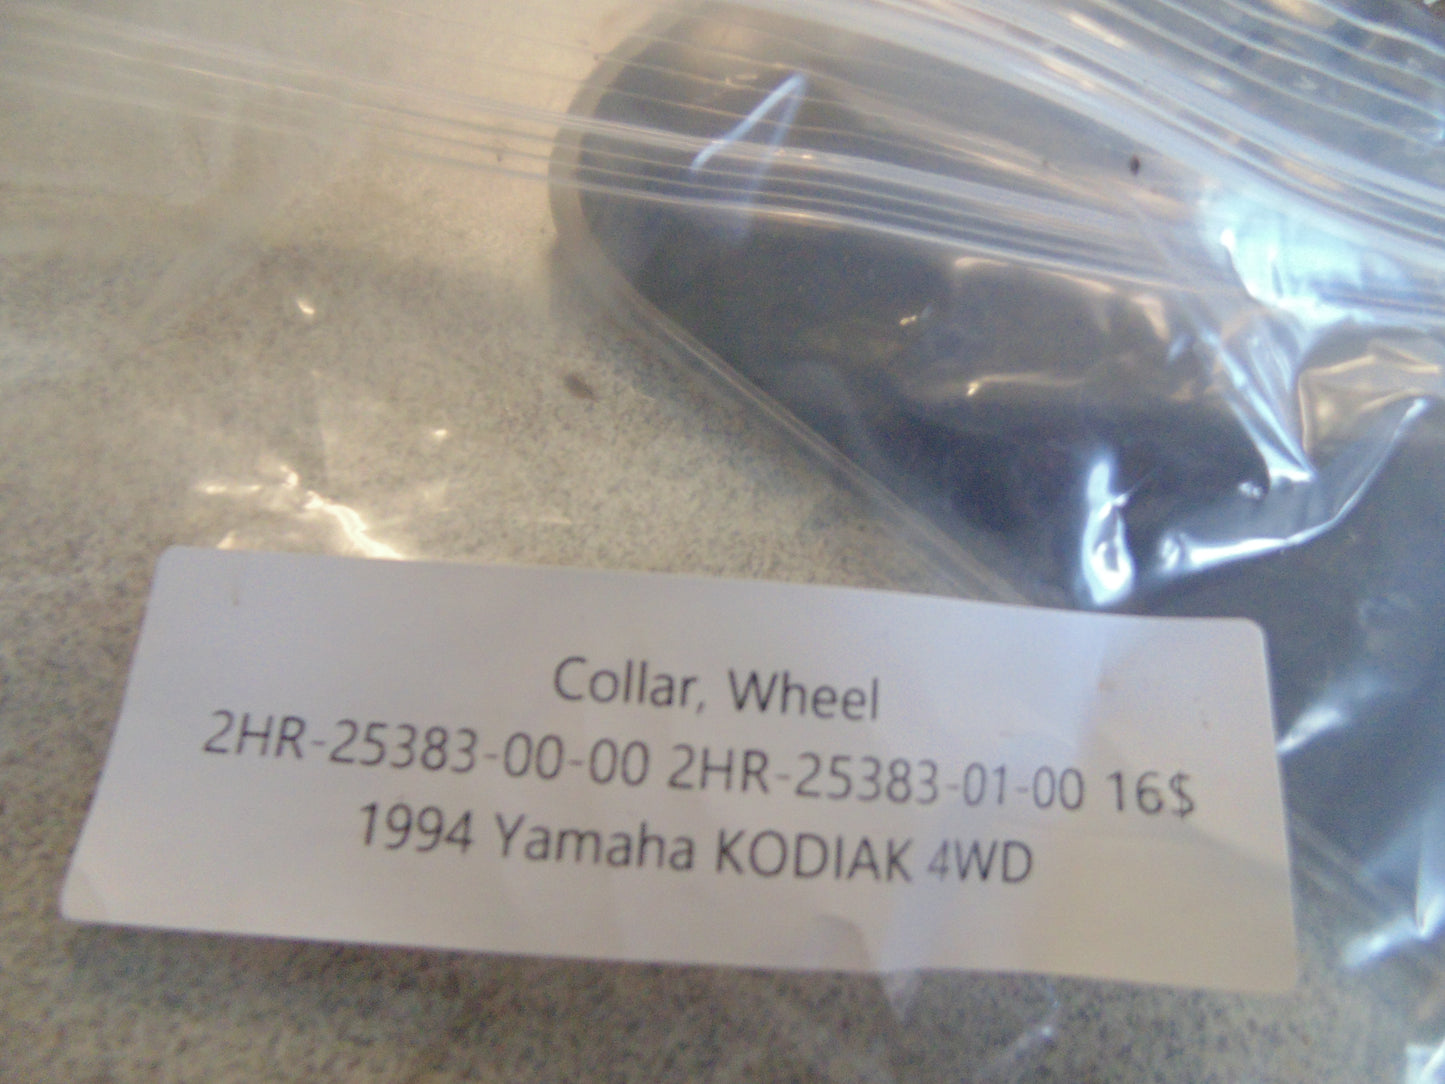 Collar, Wheel
2HR-25383-00-00 2HR-25383-01-00 16$
1994 Yamaha KODIAK 4WD